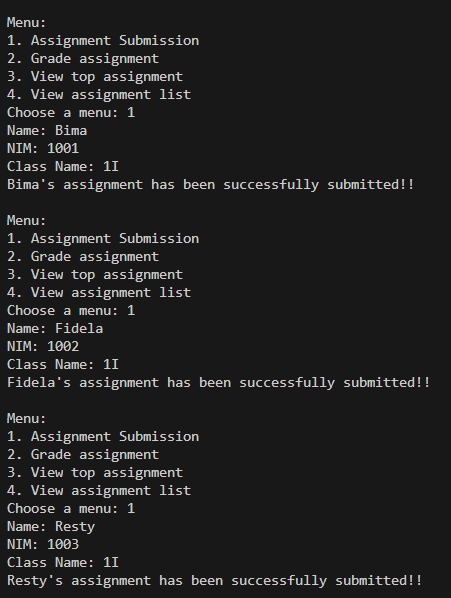 Menu:
1. Assignment Submission
2. Grade assignment
3. View top assignment
4. View assignment list
Choose a menu: 1
Name: Bima
NIM: 1001
Class Name: 1I
Bima's assignment has been successfully submitted!!

Menu:
1. Assignment Submission
2. Grade assignment
3. View top assignment
4. View assignment list
Choose a menu: 1
Name: Fidela
NIM: 1002
Class Name: 1I
Fidela's assignment has been successfully submitted!!

Menu:
1. Assignment Submission
2. Grade assignment
3. View top assignment
4. View assignment list
Choose a menu: 1
Name: Resty
NIM: 1003
Class Name: 1I
Resty's assignment has been successfully submitted!!